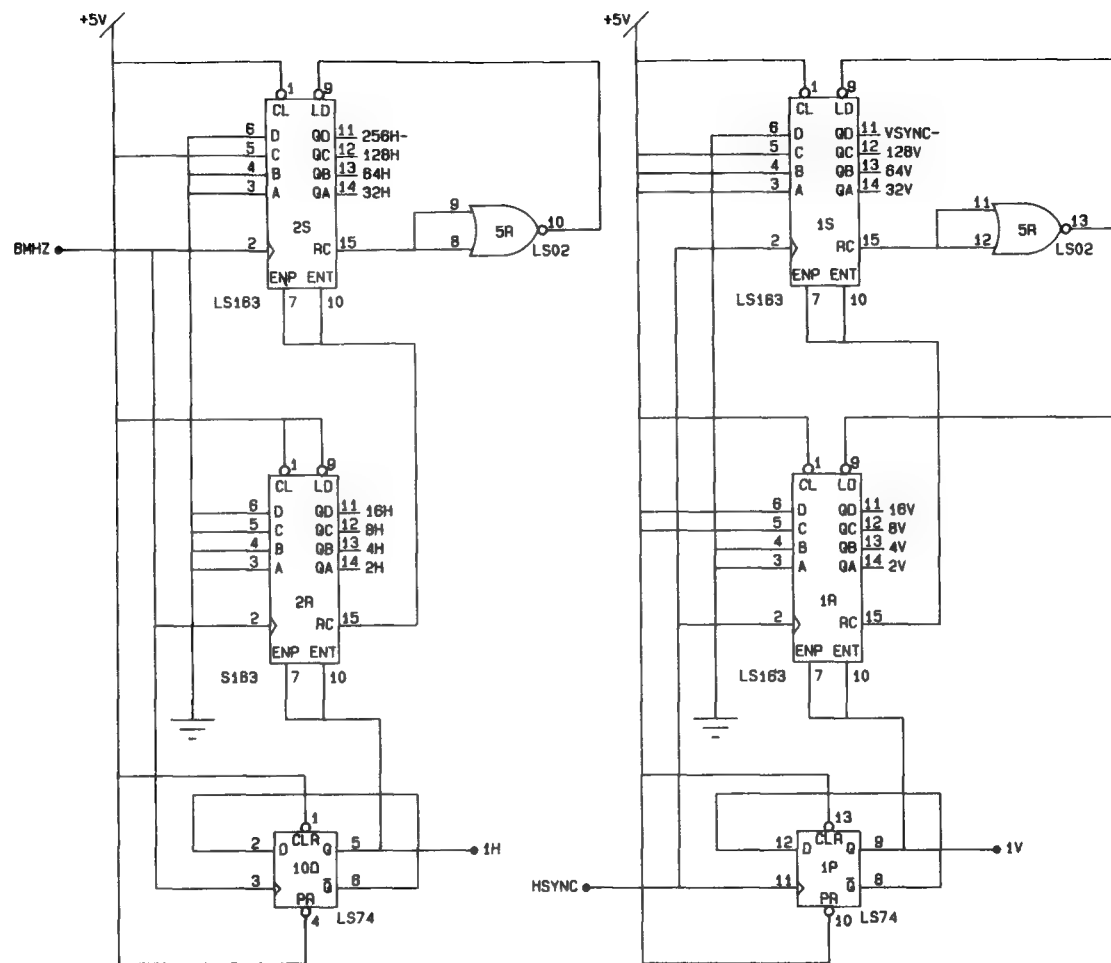 +5V
1 9
CL LD
6 D QD 11 256H-
5 C QC 12 128H
4 B QB 13 64H
3 A QA 14 32H
2S
8MHZ
2 RC 15
ENP ENT
LS163 7 10
9
8
5R
10
LS02
1 9
CL LD
6 D QD 11 16H
5 C QC 12 8H
4 B QB 13 4H
3 A QA 14 2H
2R
2 RC 15
ENP ENT
S163 7 10
1
CLR
2 D Q 5 1H
10D
3 Q 6
PR
4 LS74
+5V
1 9
CL LD
6 D QD 11 VSYNC-
5 C QC 12 128V
4 B QB 13 64V
3 A QA 14 32V
1S
2 RC 15
ENP ENT
LS163 7 10
11
12
5R
13
LS02
1 9
CL LD
6 D QD 11 16V
5 C QC 12 8V
4 B QB 13 4V
3 A QA 14 2V
1R
2 RC 15
ENP ENT
LS163 7 10
13
CLR
12 D Q 9 1V
1P
HSYNC
11 Q 8
PR
10 LS74